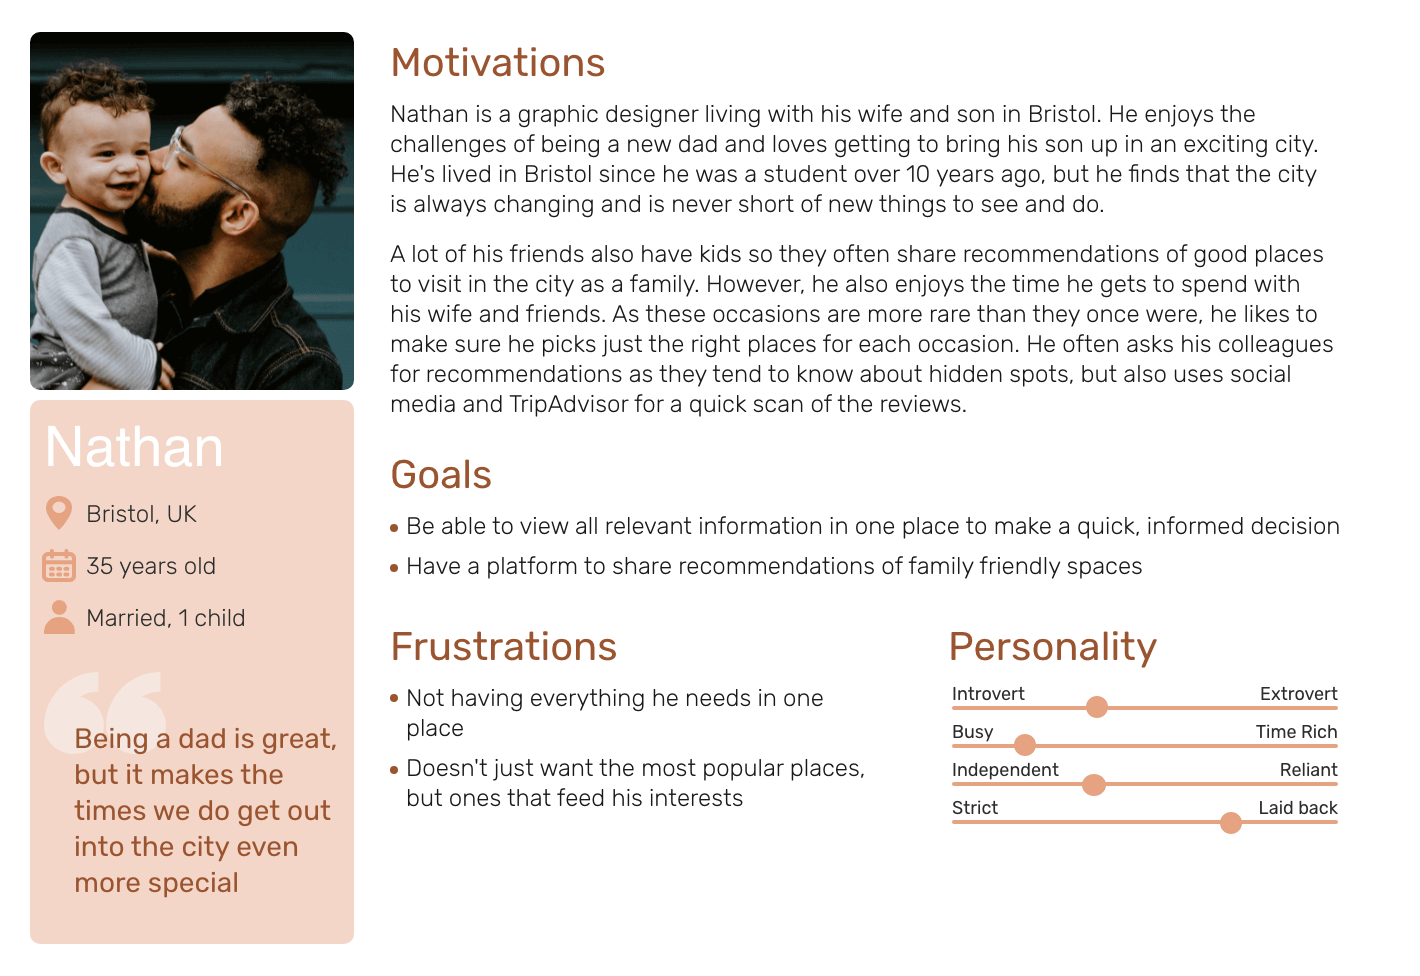 Motivations
Nathan is a graphic designer living with his wife and son in Bristol. He enjoys the
challenges of being a new dad and loves getting to bring his son up in an exciting city.
He's lived in Bristol since he was a student over 10 years ago, but he finds that the city
is always changing and is never short of new things to see and do.
A lot of his friends also have kids so they often share recommendations of good places
to visit in the city as a family. However, he also enjoys the time he gets to spend with
his wife and friends. As these occasions are more rare than they once were, he likes to
make sure he picks just the right places for each occasion. He often asks his colleagues
for recommendations as they tend to know about hidden spots, but also uses social
media and TripAdvisor for a quick scan of the reviews.
Nathan
Bristol, UK
35 years old
Married, 1 child
“
Being a dad is great,
but it makes the
times we do get out
into the city even
more special
Goals
• Be able to view all relevant information in one place to make a quick, informed decision
• Have a platform to share recommendations of family friendly spaces
Frustrations
• Not having everything he needs in one
place
• Doesn't just want the most popular places,
but ones that feed his interests
Personality
Introvert Extrovert
Busy Time Rich
Independent Reliant
Strict Laid back